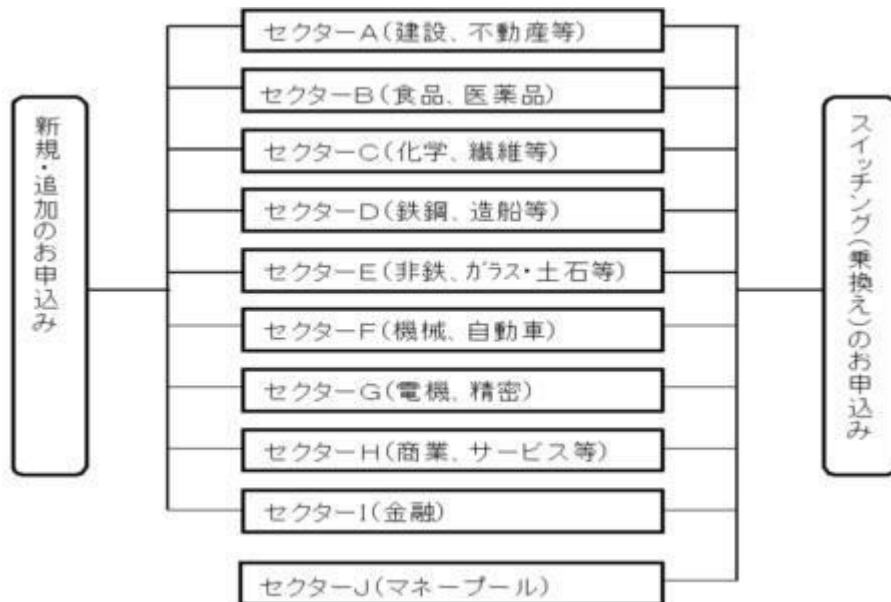 新規・追加のお申込み
セクターA(建設、不動産等)
セクターB(食品、医薬品)
セクターC(化学、繊維等)
セクターD(鉄鋼、造船等)
セクターE(非鉄、ガラス・土石等)
セクターF(機械、自動車)
セクターG(電機、精密)
セクターH(商業、サービス等)
セクターI(金融)
セクターJ(マネープール)
スイッチング(乗換え)のお申込み